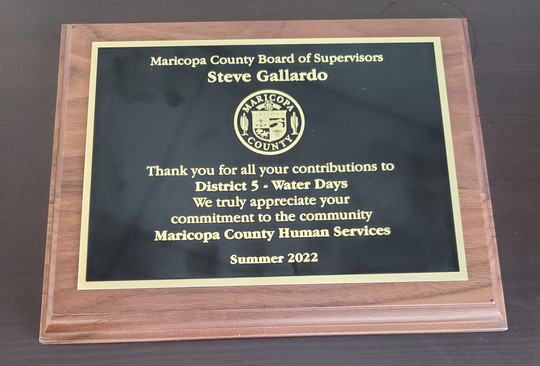 Maricopa County Board of Supervisors
Steve Gallardo
MARICOPA
COUNTY
Thank you for all your contributions to
District 5 - Water Days
We truly appreciate your
commitment to the community
Maricopa County Human Services
Summer 2022